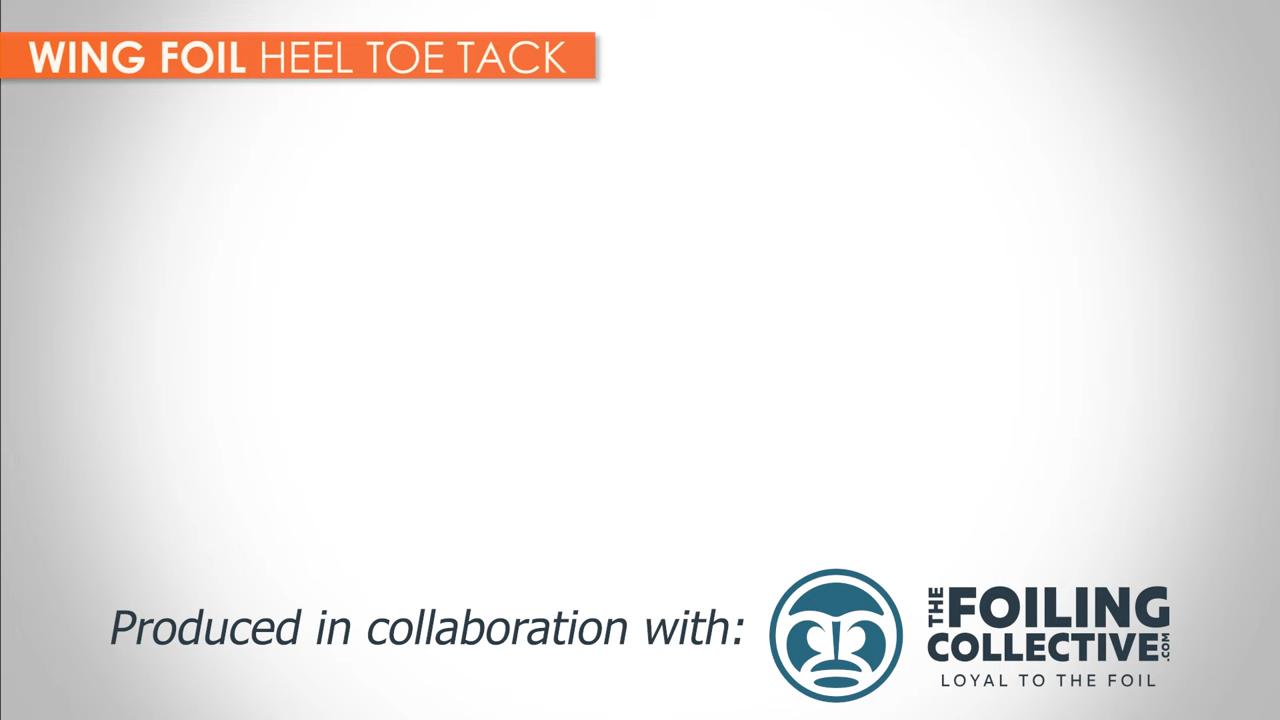 WING FOIL HEEL TOE TACK
Produced in collaboration with:
THE FOILING
COLLECTIVE.COM
LOYAL TO THE FOIL